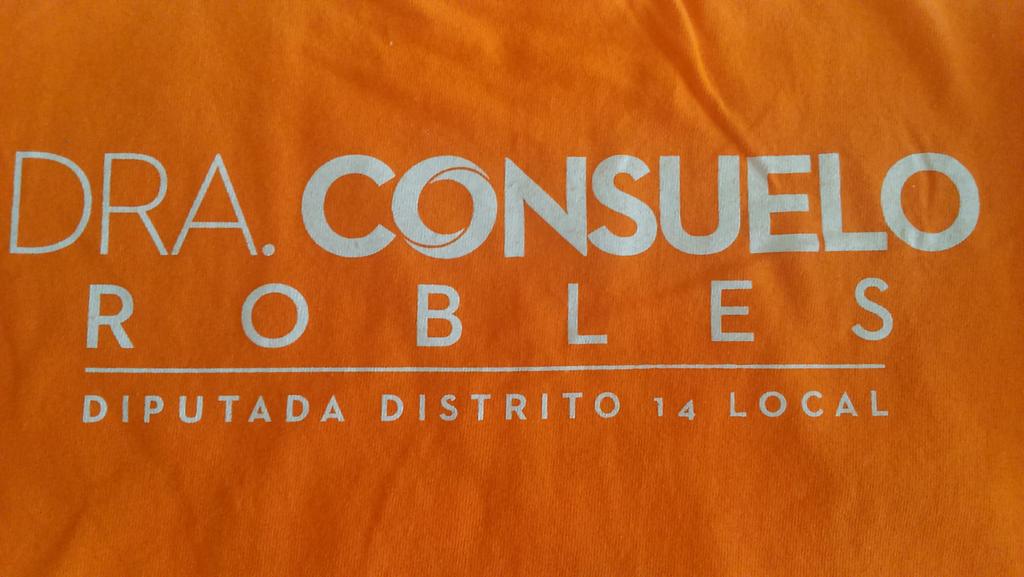 DRA. CONSUELO
ROBLES
DIPUTADA DISTRITO 14 LOCAL